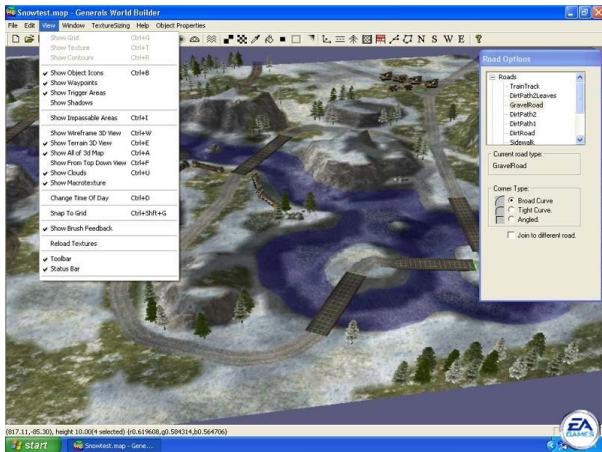 Snowtest.map - Generals World Builder
File Edit View Window TextureSizing Help Object Properties
N S W E
Show Grid Ctrl+G
Show Texture Ctrl+T
Show Contours Ctrl+R
Show Object Icons Ctrl+B
Show Waypoints
Show Trigger Areas
Show Shadows
Show Impassable Areas Ctrl+I
Show Wireframe 3D View Ctrl+W
Show Terrain 3D View Ctrl+E
Show All of 3d Map Ctrl+A
Show From Top Down View Ctrl+F
Show Clouds Ctrl+U
Show Macrotexture
Change Time Of Day Ctrl+D
Snap To Grid Ctrl+Shft+G
Show Brush Feedback
Reload Textures
Toolbar
Status Bar
Road Options
Roads
TrainTrack
DirtPath2Leaves
GravelRoad
DirtPath2
DirtPath1
DirtRoad
Sidewalk
Current road type:
GravelRoad
Corner Type:
Broad Curve
Tight Curve.
Angled.
Join to different road.
(817.11,-85.30), height 10.00(4 selected) {r0.619608,g0.584314,b0.564706}
start
Snowtest.map - Gene...
EA
GAMES